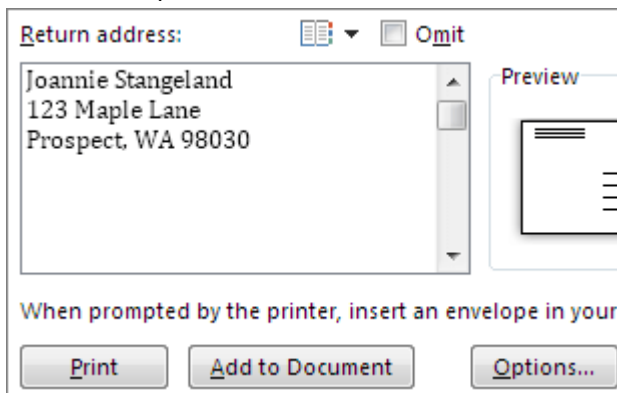 Return address: Omit
Joannie Stangeland
123 Maple Lane
Prospect, WA 98030
Preview
When prompted by the printer, insert an envelope in your
Print Add to Document Options...